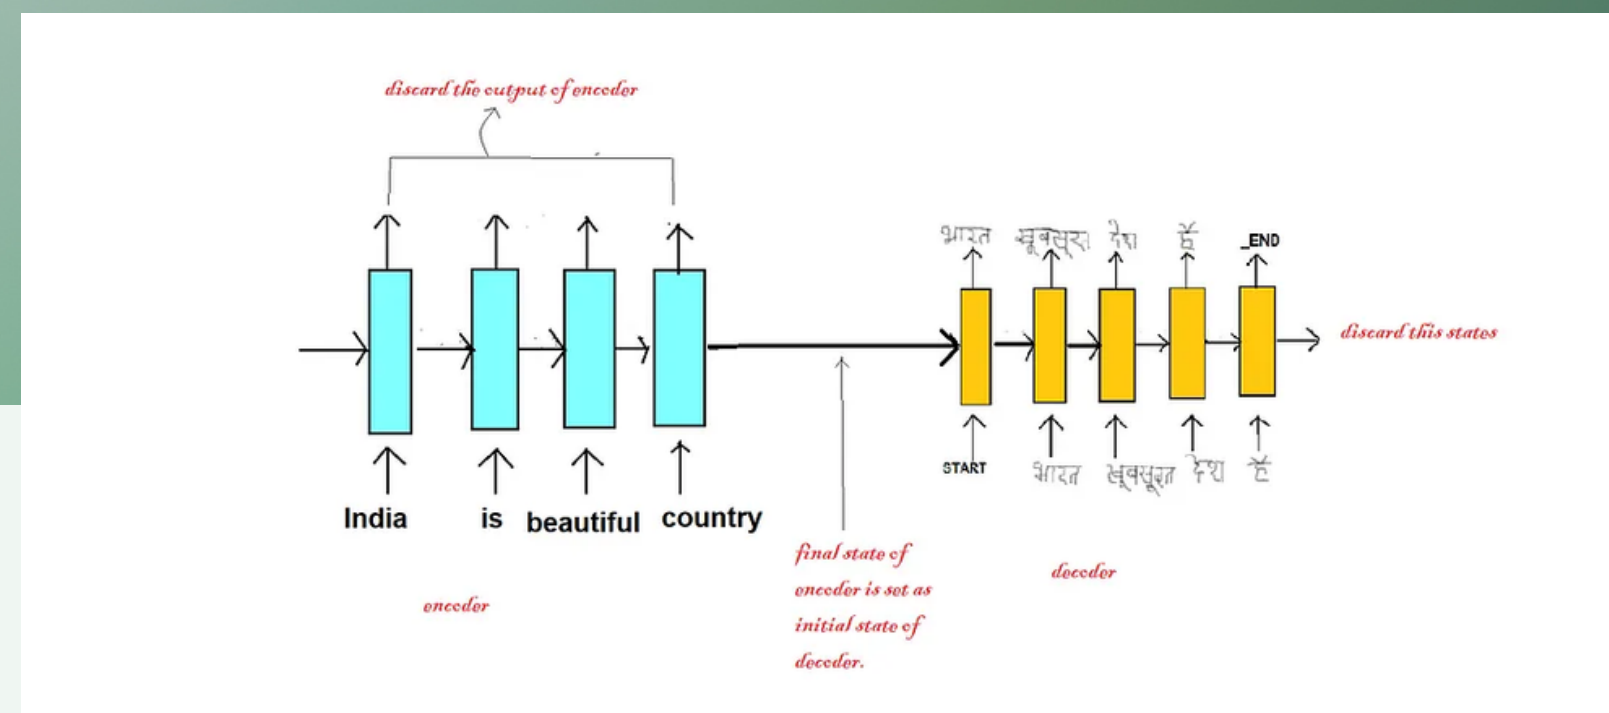 discard the output of encoder
भारत खूबसूरत देश है _END
discard this states
START भारत खूबसूरत देश है
India is beautiful country
final state of
encoder is set as
initial state of
decoder.
decoder
encoder